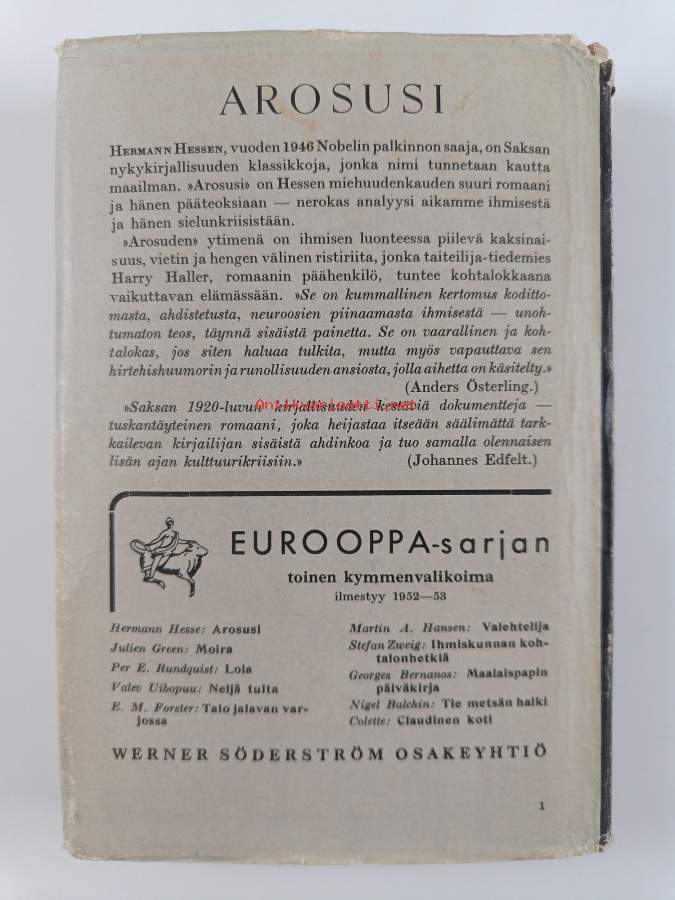 AROSUSI
HERMANN HESSEN, vuoden 1946 Nobelin palkinnon saaja, on Saksan
nykykirjallisuuden klassikkoja, jonka nimi tunnetaan kautta
maailman. »Arosusi» on Hessen miehuudenkauden suuri romaani
ja hänen pääteoksiaan — nerokas analyysi aikamme ihmisestä
ja hänen sielunkriisistään.
»Arosuden» ytimenä on ihmisen luonteessa piilevä kaksinai-
suus, vietin ja hengen välinen ristiriita, jonka taiteilija-tiedemies
Harry Haller, romaanin päähenkilö, tuntee kohtalokkaana
vaikuttavan elämässään. »Se on kummallinen kertomus koditto-
masta, ahdistetusta, neuroosien piinaamasta ihmisestä — unoh-
tumaton teos, täynnä sisäistä painetta. Se on vaarallinen ja koh-
talokas, jos siten haluaa tulkita, mutta myös vapauttava sen
hirtehishuumorin ja runollisuuden ansiosta, jolla aihetta on käsitelty.»
(Anders Österling.)
»Saksan 1920-luvun kirjallisuuden kestäviä dokumentteja —
tuskantäyteinen romaani, joka heijastaa itseään säälimättä tark-
kailevan kirjailijan sisäistä ahdinkoa ja tuo samalla olennaisen
lisän ajan kulttuurikriisiin.» (Johannes Edfelt.)
Antikvariaatti.net
EUROOPPA-sarjan
toinen kymmenvalikoima
ilmestyy 1952—53
Hermann Hesse: Arosusi
Julien Green: Moira
Per E. Rundquist: Lola
Valev Uibopuu: Neljä tulta
E. M. Forster: Talo jalavan var-
jossa
Martin A. Hansen: Valehtelija
Stefan Zweig: Ihmiskunnan koh-
talonhetkiä
Georges Bernanos: Maalaispapin
päiväkirja
Nigel Balchin: Tie metsän halki
Colette: Claudinen koti
WERNER SÖDERSTRÖM OSAKEYHTIÖ
1